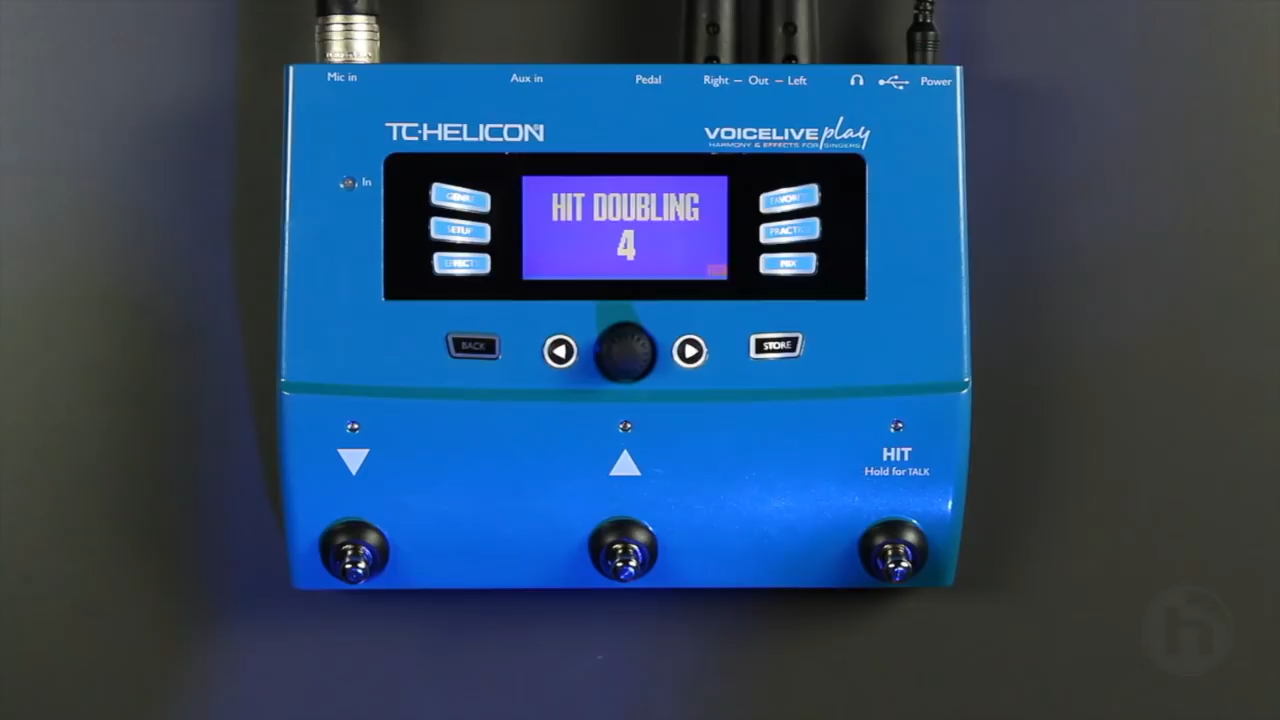 Mic in
Aux in
Pedal
Right – Out – Left
Power
TC·HELICON
VOICELIVE play
HARMONY & EFFECTS FOR SINGERS
In
HIT DOUBLING
4
GENRE
SETUP
EFFECTS
FAVORITE
PRACTICE
MIX
BACK
STORE
HIT
Hold for TALK
h